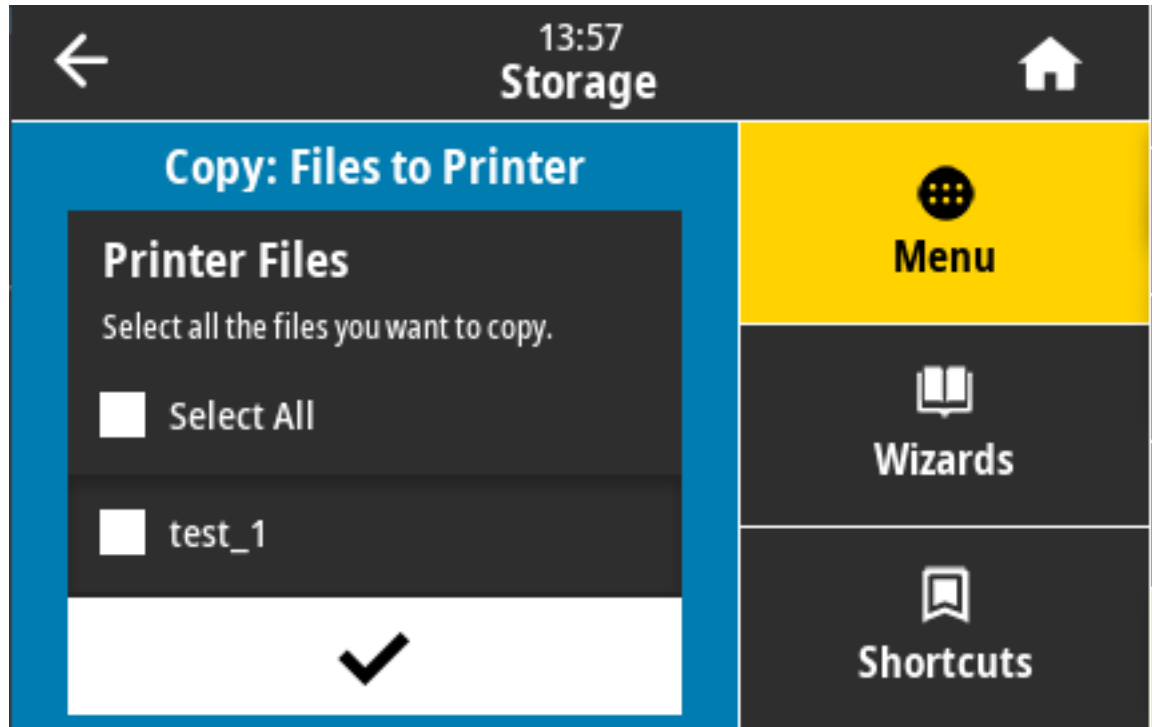 13:57
Storage
Copy: Files to Printer
Printer Files
Select all the files you want to copy.
Select All
test_1
Menu
Wizards
Shortcuts